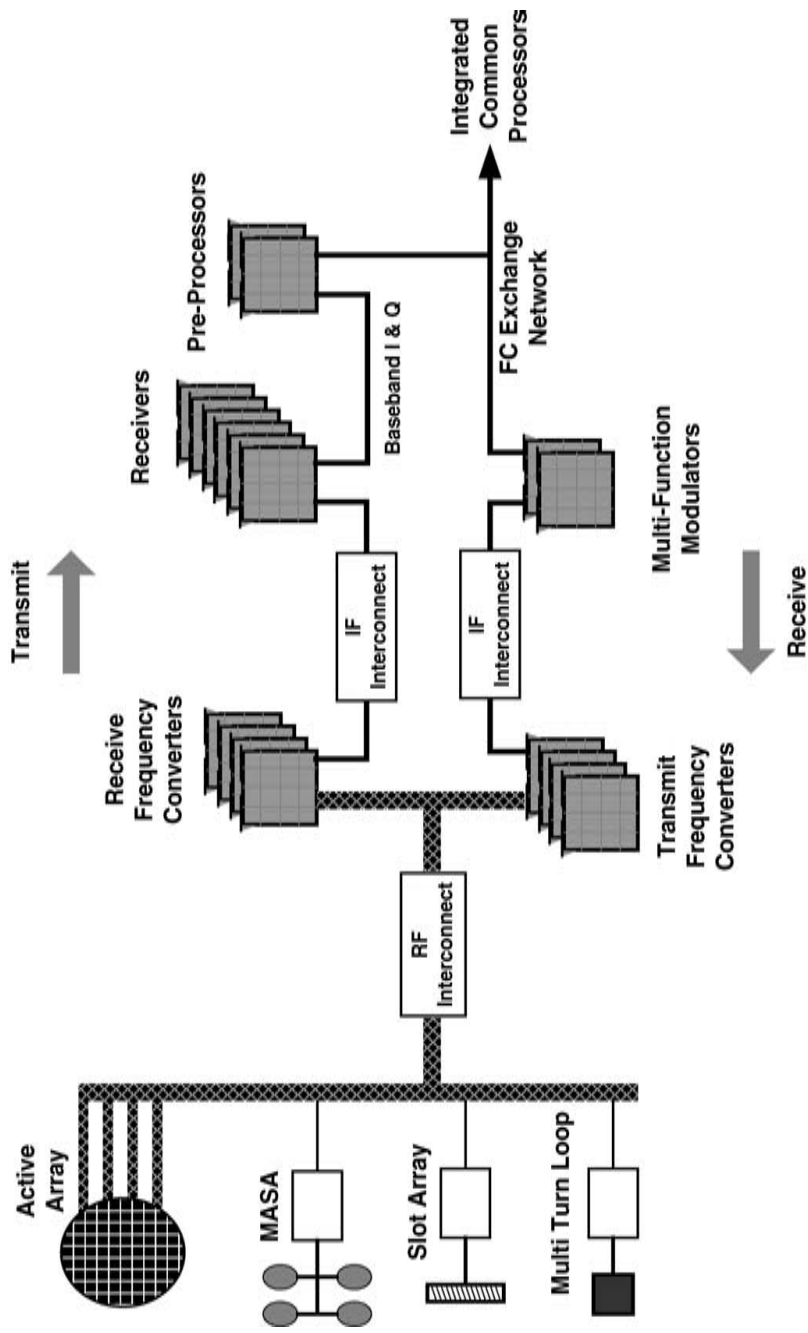 Transmit
Active
Array
Receive
Frequency
Converters
Receivers
Pre-Processors
MASA
RF
Interconnect
IF
Interconnect
Baseband I & Q
Integrated
Common
Processors
Slot Array
IF
Interconnect
FC Exchange
Network
Multi Turn Loop
Transmit
Frequency
Converters
Multi-Function
Modulators
Receive